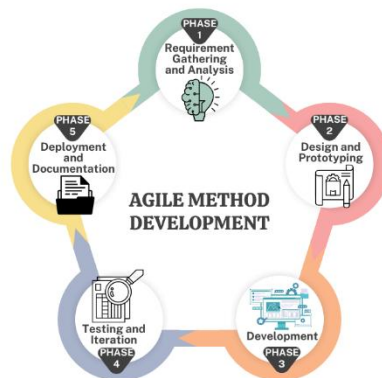 PHASE
1
Requirement
Gathering
and Analysis
PHASE
2
Design and
Prototyping
Development
PHASE
3
Testing and
Iteration
PHASE
4
PHASE
5
Deployment
and
Documentation
AGILE METHOD
DEVELOPMENT